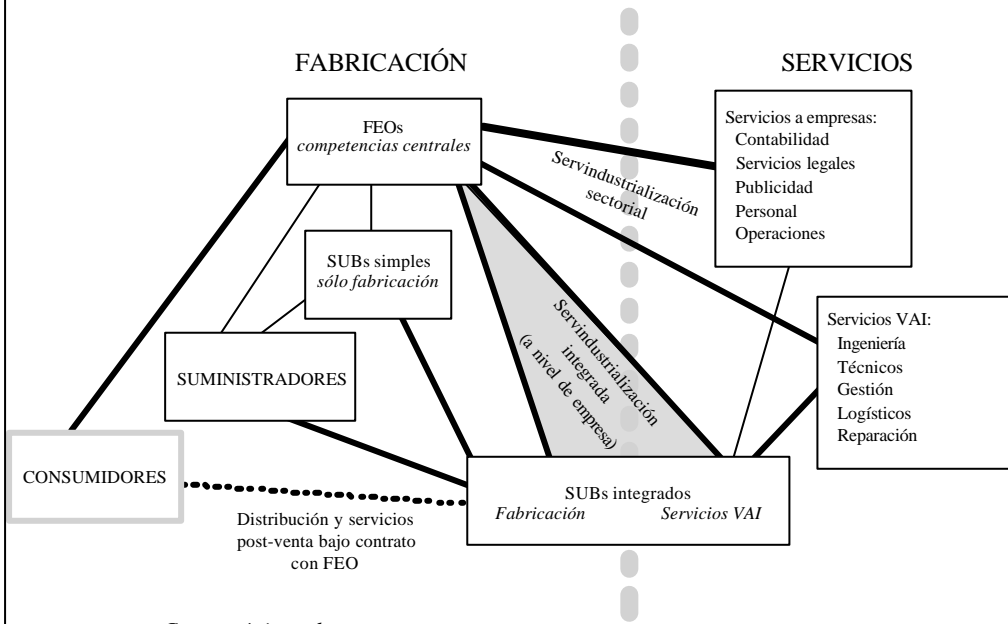 FABRICACIÓN
SERVICIOS
FEOs
competencias centrales
Servicios a empresas:
Contabilidad
Servicios legales
Publicidad
Personal
Operaciones
Servindustrialización
sectorial
SUBs simples
sólo fabricación
Servicios VAI:
Ingeniería
Técnicos
Gestión
Logísticos
Reparación
Servindustrialización
integrada
(a nivel de empresa)
SUMINISTRADORES
CONSUMIDORES
SUBs integrados
Fabricación Servicios VAI
Distribución y servicios
post-venta bajo contrato
con FEO